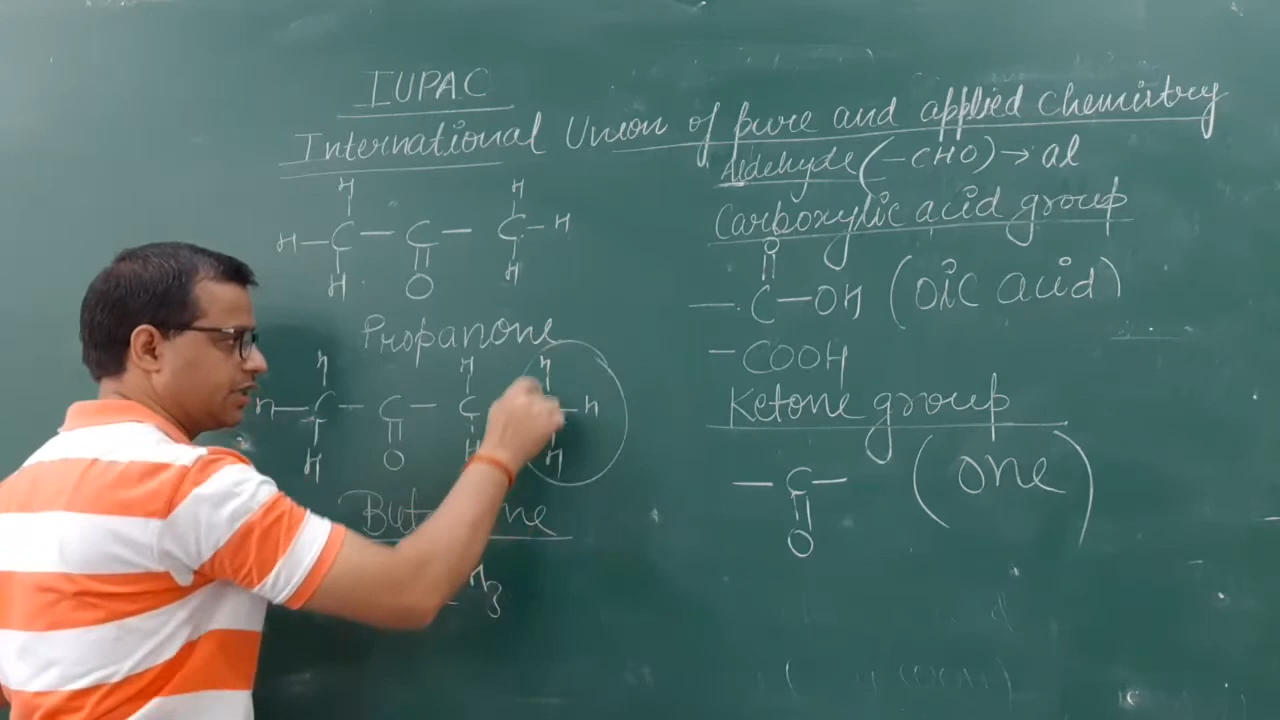 IUPAC
International Union of pure and applied chemistry
Aldehyde (–CHO) → al
Carboxylic acid group
H
H
H – C – C – C – H
H
O
H
O
– C – OH (Oic acid)
Propanone
– COOH
H
H
H
H – C – C – C
– H
H
O
H
H
Ketone group
– C – (one)
O